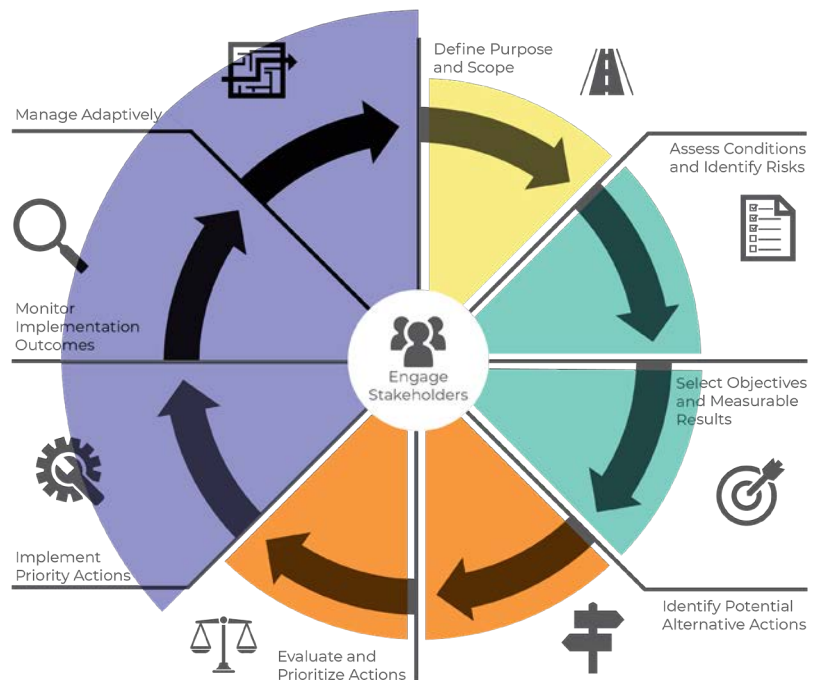 Define Purpose
and Scope
Assess Conditions
and Identify Risks
Select Objectives
and Measurable
Results
Identify Potential
Alternative Actions
Evaluate and
Prioritize Actions
Implement
Priority Actions
Monitor
Implementation
Outcomes
Manage Adaptively
Engage
Stakeholders